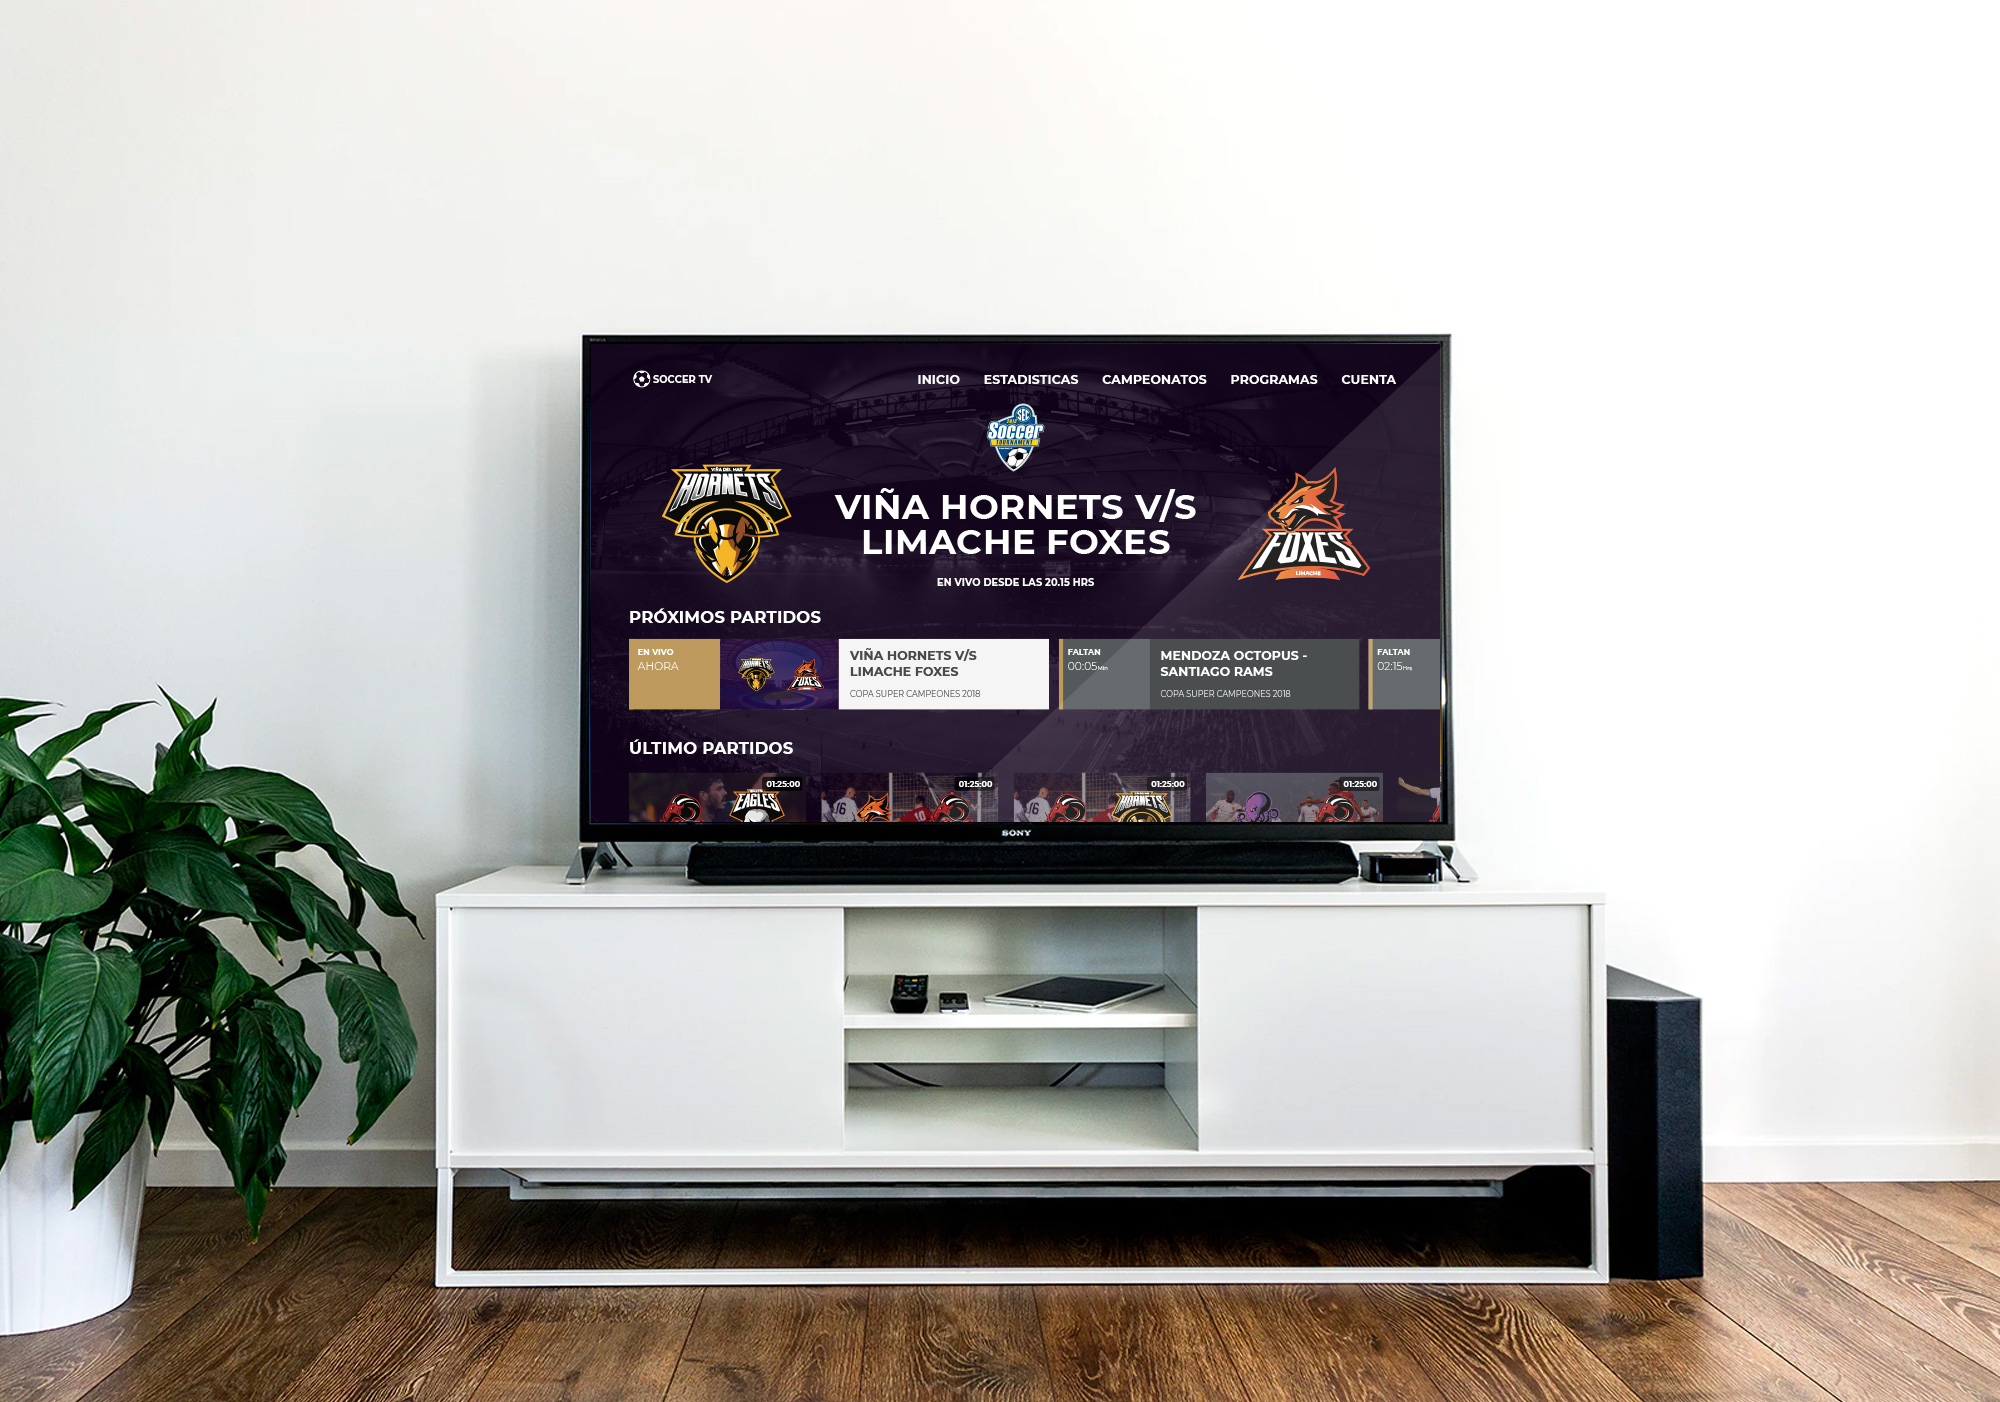 SOCCER TV
INICIO ESTADISTICAS CAMPEONATOS PROGRAMAS CUENTA
SEC
Soccer
TOURNAMENT
VIÑA DEL MAR
HORNETS
VIÑA HORNETS V/S
LIMACHE FOXES
FOXES
LIMACHE
EN VIVO DESDE LAS 20.15 HRS
PRÓXIMOS PARTIDOS
EN VIVO
AHORA
HORNETS
FOXES
VIÑA HORNETS V/S
LIMACHE FOXES
COPA SUPER CAMPEONES 2018
FALTAN
00:05Min
MENDOZA OCTOPUS -
SANTIAGO RAMS
COPA SUPER CAMPEONES 2018
FALTAN
02:15Hrs
ÚLTIMO PARTIDOS
01:25:00
EAGLES
01:25:00
16
10
01:25:00
16
HORNETS
01:25:00
SONY